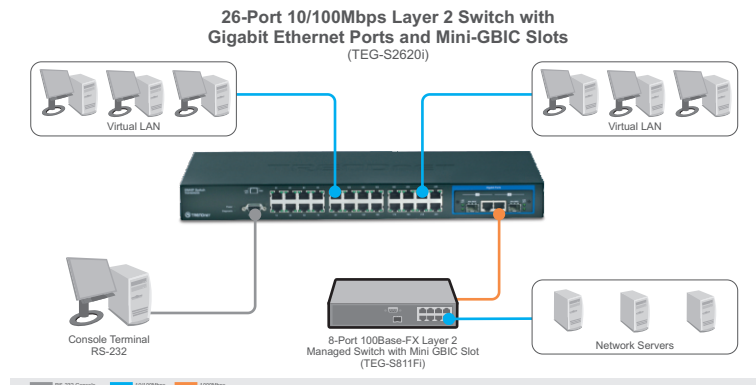 26-Port 10/100Mbps Layer 2 Switch with
Gigabit Ethernet Ports and Mini-GBIC Slots
(TEG-S2620i)
Virtual LAN
Virtual LAN
TRENDnet
Console Terminal
RS-232
8-Port 100Base-FX Layer 2
Managed Switch with Mini GBIC Slot
(TEG-S811Fi)
Network Servers
RS-232 Console
10/100Mbps
1000Mbps